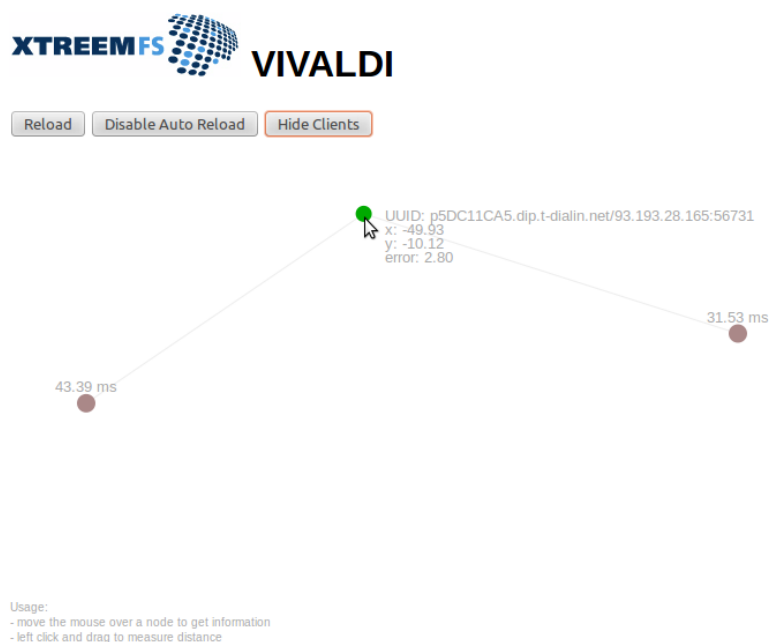 XTREEMFS
VIVALDI
Reload
Disable Auto Reload
Hide Clients
UUID: p5DC11CA5.dip.t-dialin.net/93.193.28.165:56731
x: -49.93
y: -10.12
error: 2.80
31.53 ms
43.39 ms
Usage:
- move the mouse over a node to get information
- left click and drag to measure distance